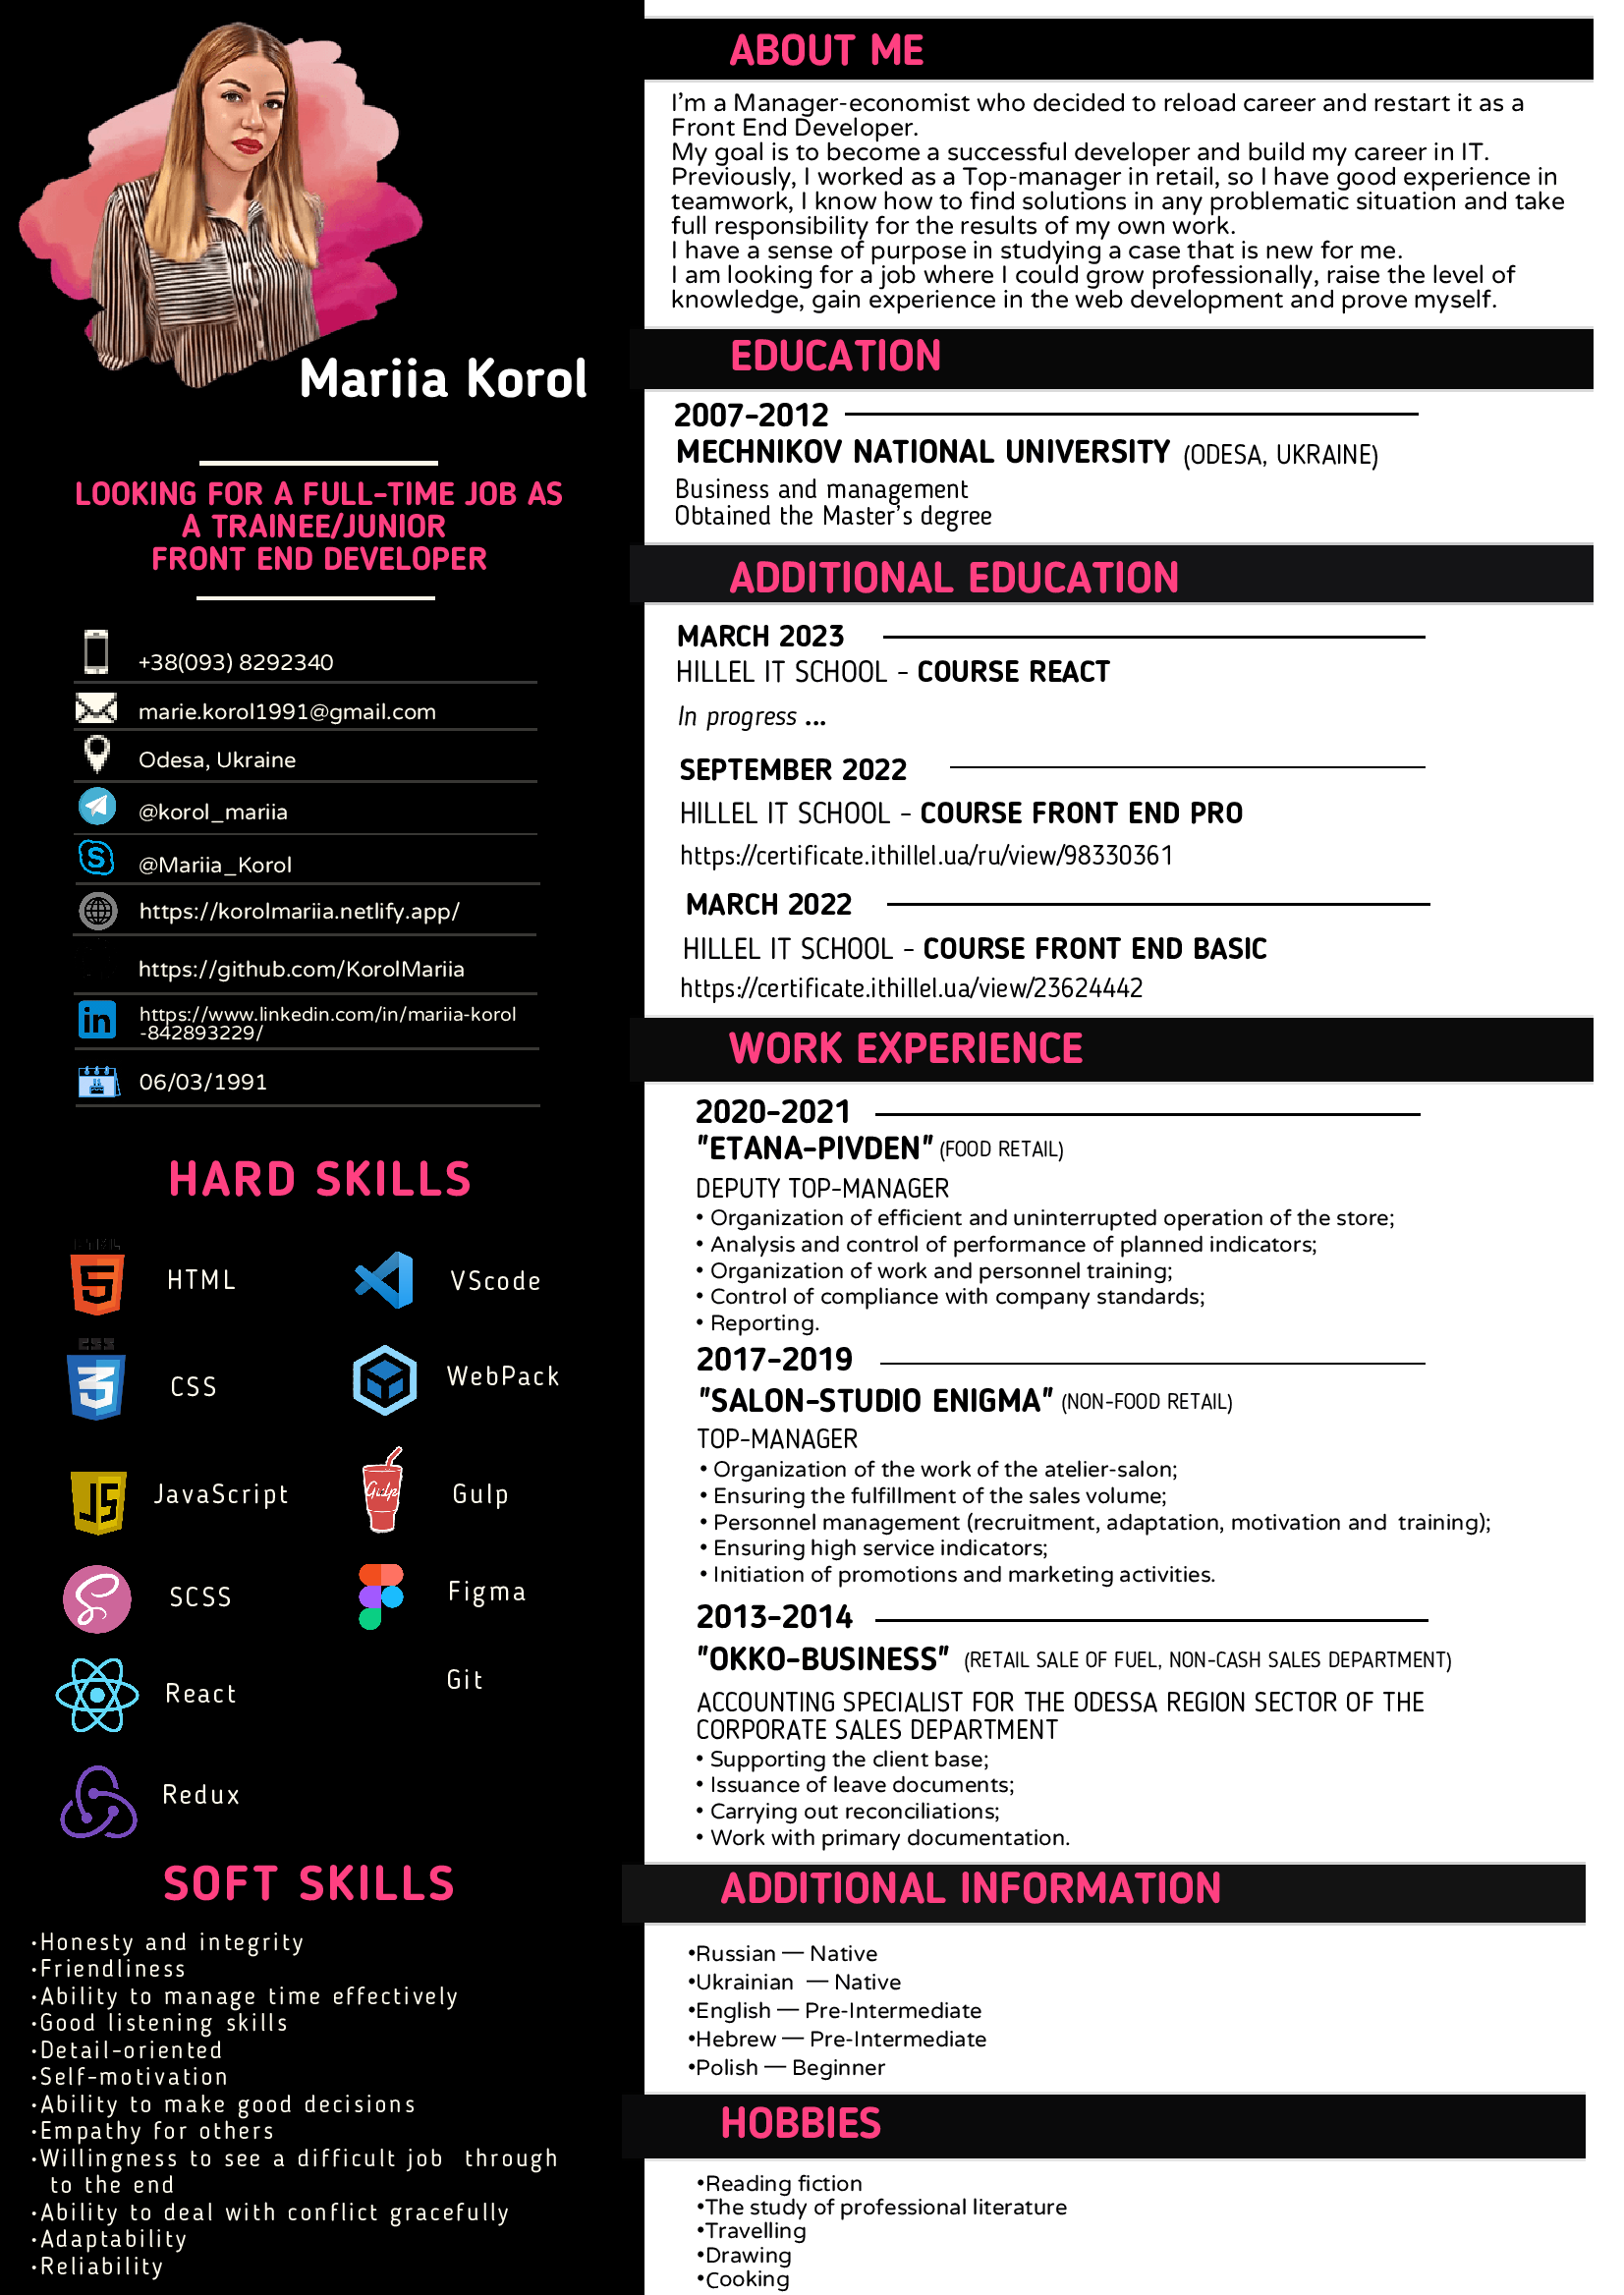 Mariia Korol
LOOKING FOR A FULL-TIME JOB AS
A TRAINEE/JUNIOR
FRONT END DEVELOPER
+38(093) 8292340
marie.korol1991@gmail.com
Odesa, Ukraine
@korol_mariia
@Mariia_Korol
https://korolmariia.netlify.app/
https://github.com/KorolMariia
https://www.linkedin.com/in/mariia-korol
-842893229/
06/03/1991
HARD SKILLS
HTML
HTML
VScode
CSS
CSS
WebPack
JS
JavaScript
Gulp
Gulp
SCSS
Figma
React
Git
Redux
SOFT SKILLS
•Honesty and integrity
•Friendliness
•Ability to manage time effectively
•Good listening skills
•Detail-oriented
•Self-motivation
•Ability to make good decisions
•Empathy for others
•Willingness to see a difficult job through
to the end
•Ability to deal with conflict gracefully
•Adaptability
•Reliability
ABOUT ME
I'm a Manager-economist who decided to reload career and restart it as a
Front End Developer.
My goal is to become a successful developer and build my career in IT.
Previously, I worked as a Top-manager in retail, so I have good experience in
teamwork, I know how to find solutions in any problematic situation and take
full responsibility for the results of my own work.
I have a sense of purpose in studying a case that is new for me.
I am looking for a job where I could grow professionally, raise the level of
knowledge, gain experience in the web development and prove myself.
EDUCATION
2007-2012
MECHNIKOV NATIONAL UNIVERSITY (ODESA, UKRAINE)
Business and management
Obtained the Master's degree
ADDITIONAL EDUCATION
MARCH 2023
HILLEL IT SCHOOL - COURSE REACT
In progress ...
SEPTEMBER 2022
HILLEL IT SCHOOL - COURSE FRONT END PRO
https://certificate.ithillel.ua/ru/view/98330361
MARCH 2022
HILLEL IT SCHOOL - COURSE FRONT END BASIC
https://certificate.ithillel.ua/view/23624442
WORK EXPERIENCE
2020-2021
"ETANA-PIVDEN" (FOOD RETAIL)
DEPUTY TOP-MANAGER
• Organization of efficient and uninterrupted operation of the store;
• Analysis and control of performance of planned indicators;
• Organization of work and personnel training;
• Control of compliance with company standards;
• Reporting.
2017-2019
"SALON-STUDIO ENIGMA" (NON-FOOD RETAIL)
TOP-MANAGER
• Organization of the work of the atelier-salon;
• Ensuring the fulfillment of the sales volume;
• Personnel management (recruitment, adaptation, motivation and training);
• Ensuring high service indicators;
• Initiation of promotions and marketing activities.
2013-2014
"OKKO-BUSINESS" (RETAIL SALE OF FUEL, NON-CASH SALES DEPARTMENT)
ACCOUNTING SPECIALIST FOR THE ODESSA REGION SECTOR OF THE
CORPORATE SALES DEPARTMENT
• Supporting the client base;
• Issuance of leave documents;
• Carrying out reconciliations;
• Work with primary documentation.
ADDITIONAL INFORMATION
•Russian — Native
•Ukrainian — Native
•English — Pre-Intermediate
•Hebrew — Pre-Intermediate
•Polish — Beginner
HOBBIES
•Reading fiction
•The study of professional literature
•Travelling
•Drawing
•Cooking